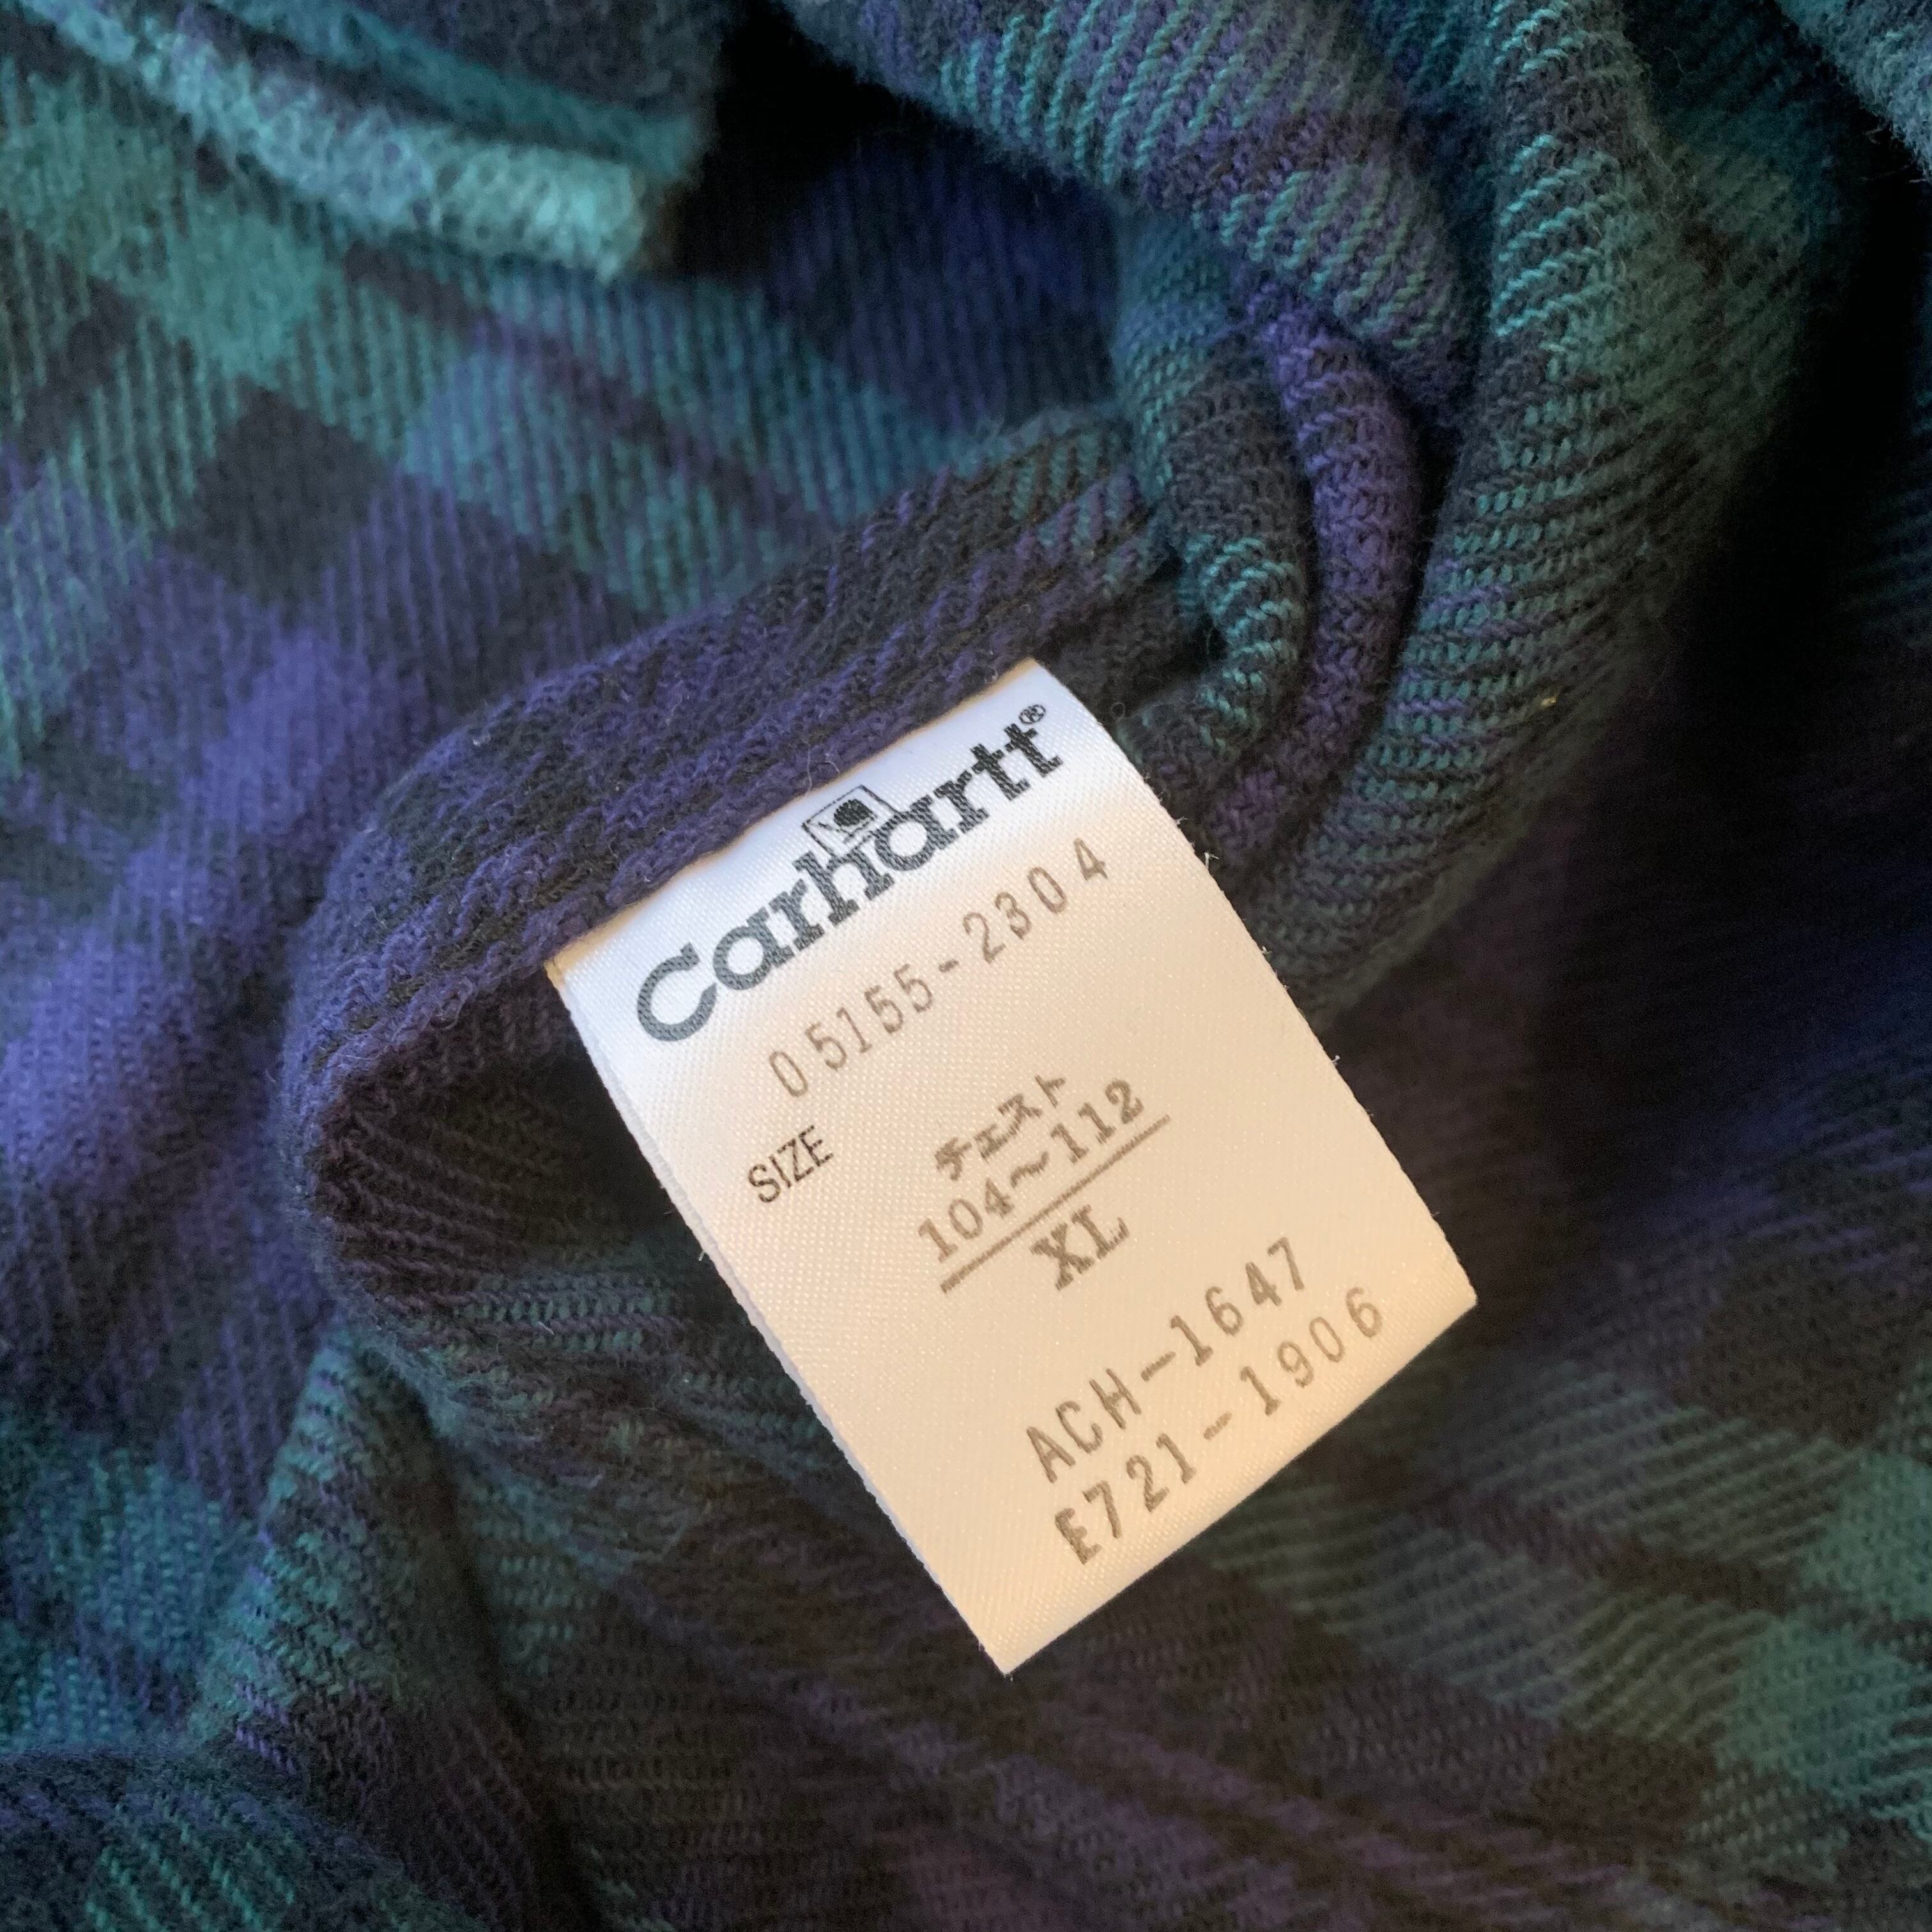 Carhartt®
05155-2304
SIZE
チェスト
104〜112
XL
ACH-1647
E721-1906